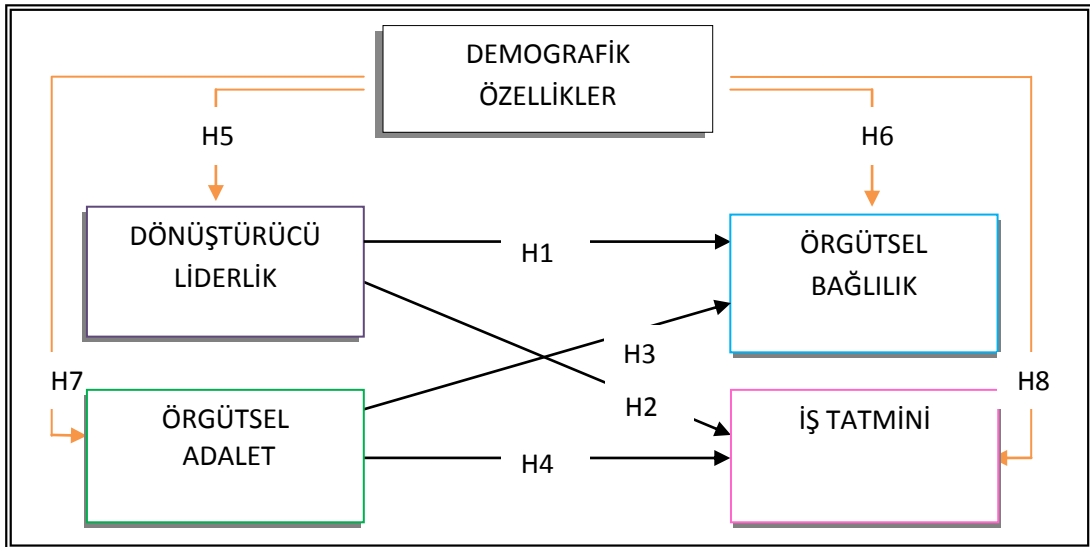 DEMOGRAFİK
ÖZELLİKLER
H5
H6
DÖNÜŞTÜRÜCÜ
LİDERLİK
H1
ÖRGÜTSEL
BAĞLILIK
H3
H7
H2
H8
ÖRGÜTSEL
ADALET
H4
İŞ TATMİNİ